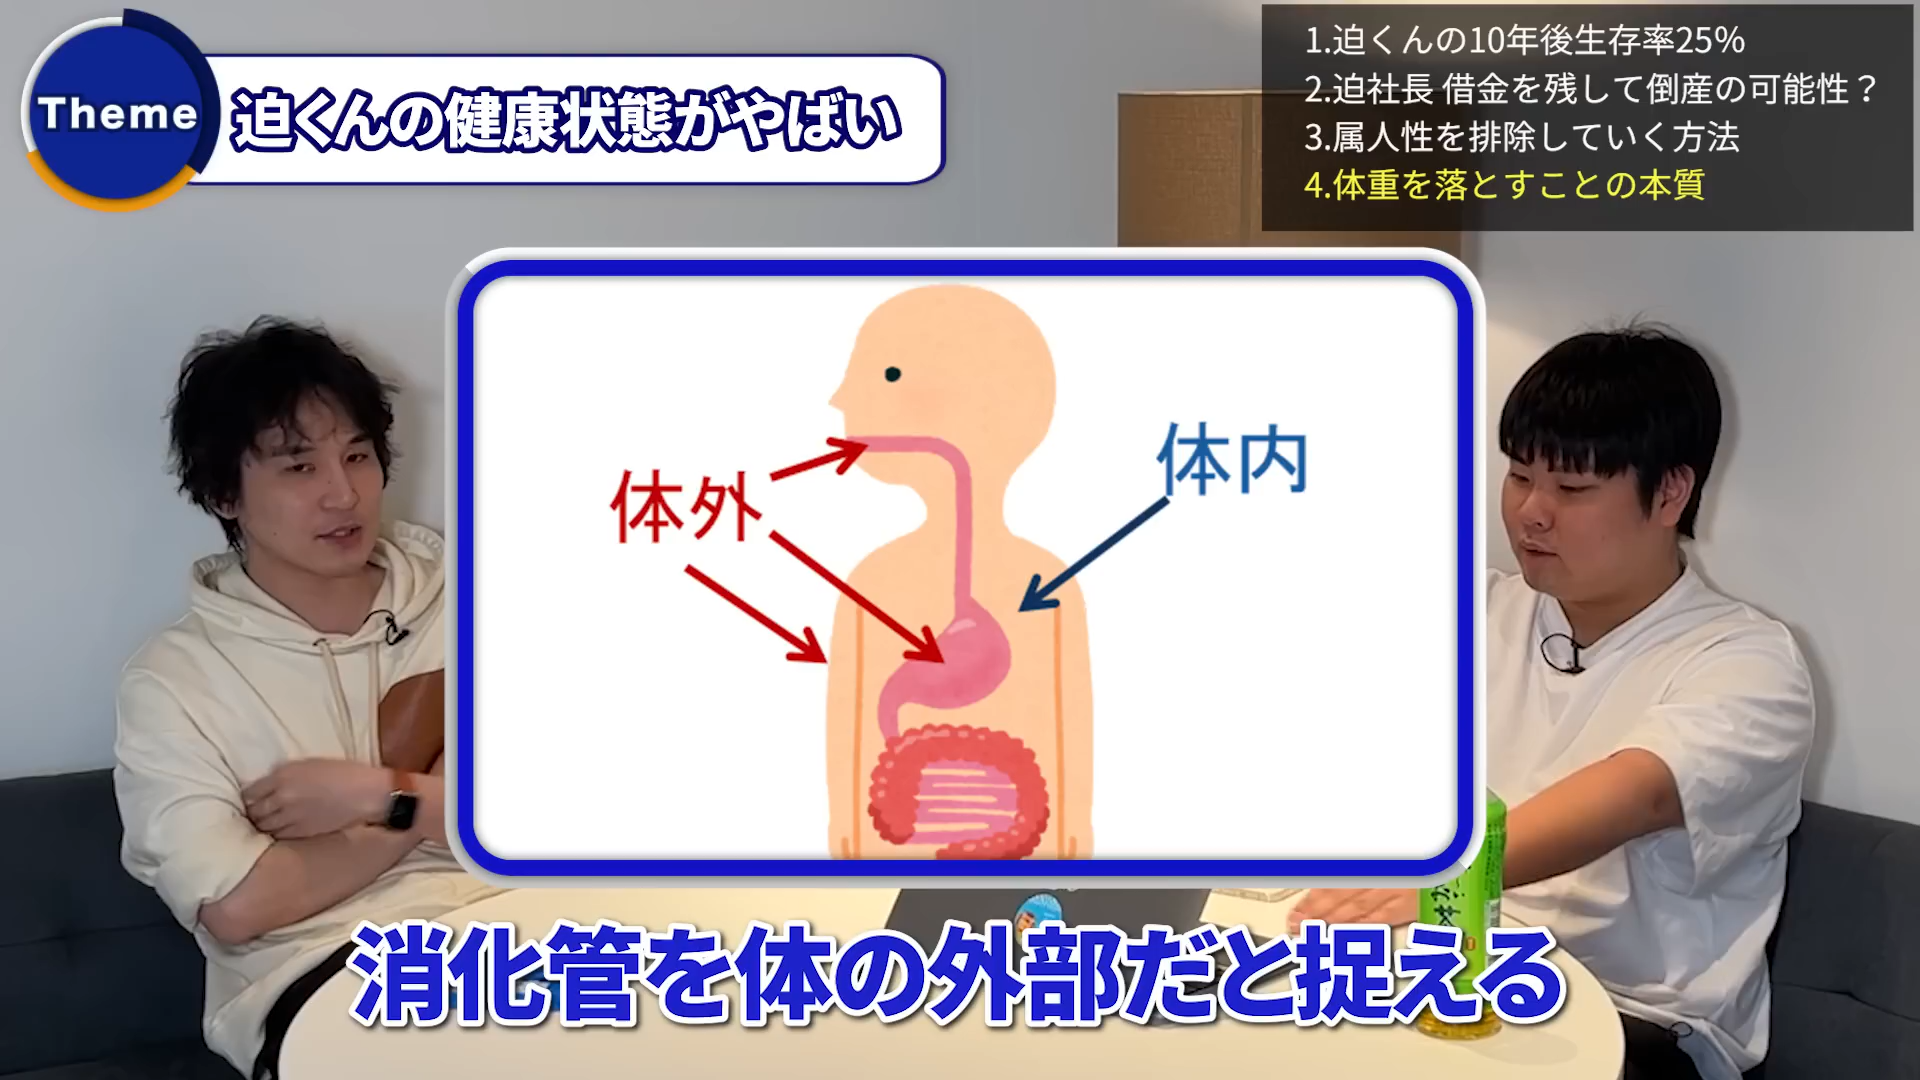 Theme
迫くんの健康状態がやばい
1.迫くんの10年後生存率25%
2.迫社長 借金を残して倒産の可能性？
3.属人性を排除していく方法
4.体重を落とすことの本質
体外
体内
消化管を体の外部だと捉える